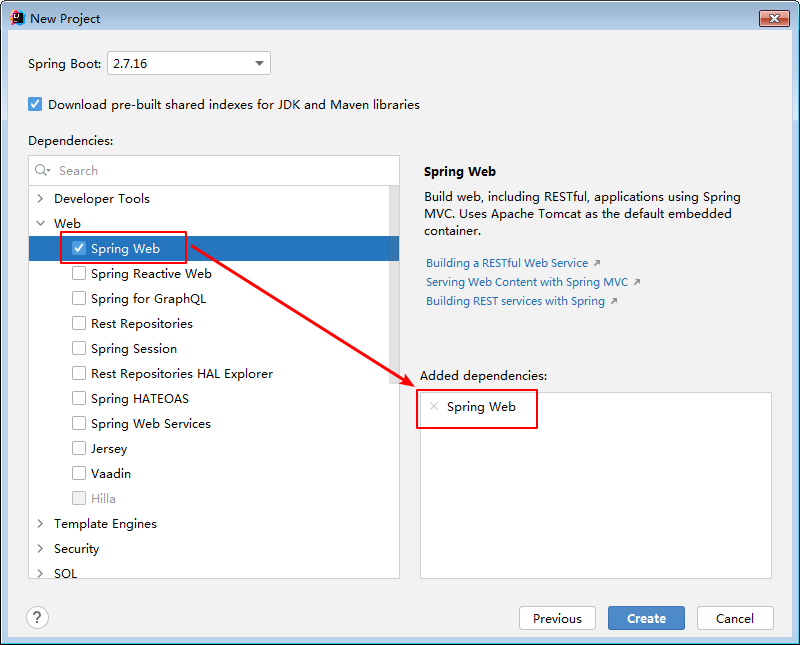 New Project
Spring Boot: 2.7.16
Download pre-built shared indexes for JDK and Maven libraries
Dependencies:
Search
Developer Tools
Web
Spring Web
Spring Reactive Web
Spring for GraphQL
Rest Repositories
Spring Session
Rest Repositories HAL Explorer
Spring HATEOAS
Spring Web Services
Jersey
Vaadin
Hilla
Template Engines
Security
SQL
Spring Web
Build web, including RESTful, applications using Spring
MVC. Uses Apache Tomcat as the default embedded
container.
Building a RESTful Web Service
Serving Web Content with Spring MVC
Building REST services with Spring
Added dependencies:
Spring Web
?
Previous
Create
Cancel